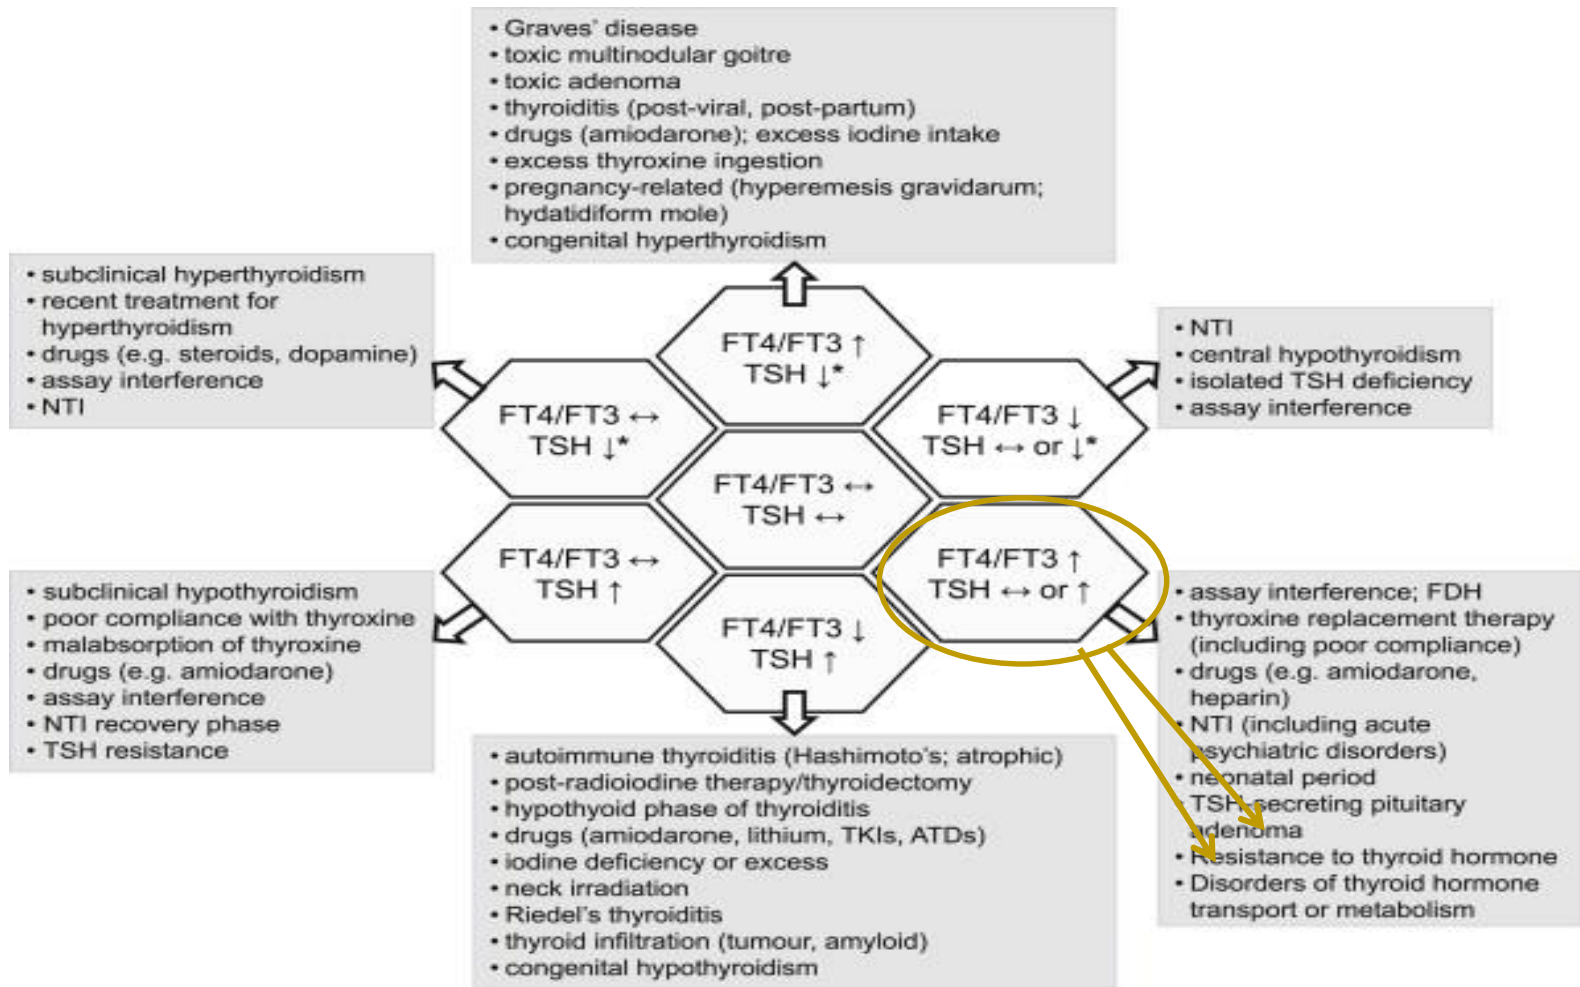 • Graves' disease
• toxic multinodular goitre
• toxic adenoma
• thyroiditis (post-viral, post-partum)
• drugs (amiodarone); excess iodine intake
• excess thyroxine ingestion
• pregnancy-related (hyperemesis gravidarum;
hydatidiform mole)
• congenital hyperthyroidism
• subclinical hyperthyroidism
• recent treatment for
hyperthyroidism
• drugs (e.g. steroids, dopamine)
• assay interference
• NTI
FT4/FT3 ↑
TSH ↓*
• NTI
• central hypothyroidism
• isolated TSH deficiency
• assay interference
FT4/FT3 ↔
TSH ↓*
FT4/FT3 ↓
TSH ↔ or ↓*
FT4/FT3 ↔
TSH ↔
FT4/FT3 ↔
TSH ↑
FT4/FT3 ↑
TSH ↔ or ↑
• subclinical hypothyroidism
• poor compliance with thyroxine
• malabsorption of thyroxine
• drugs (e.g. amiodarone)
• assay interference
• NTI recovery phase
• TSH resistance
FT4/FT3 ↓
TSH ↑
• assay interference; FDH
• thyroxine replacement therapy
(including poor compliance)
• drugs (e.g. amiodarone,
heparin)
• NTI (including acute
psychiatric disorders)
• neonatal period
• TSH-secreting pituitary
adenoma
• Resistance to thyroid hormone
• Disorders of thyroid hormone
transport or metabolism
• autoimmune thyroiditis (Hashimoto's; atrophic)
• post-radioiodine therapy/thyroidectomy
• hypothyoid phase of thyroiditis
• drugs (amiodarone, lithium, TKIs, ATDs)
• iodine deficiency or excess
• neck irradiation
• Riedel's thyroiditis
• thyroid infiltration (tumour, amyloid)
• congenital hypothyroidism